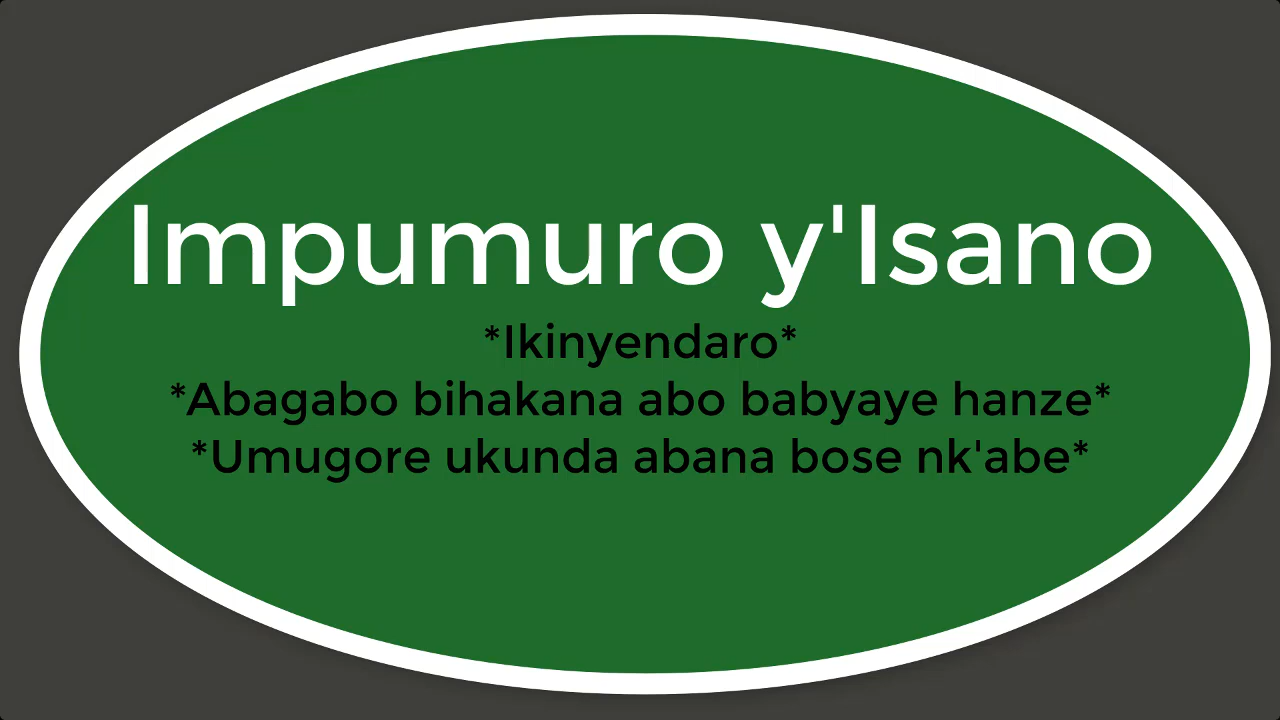 Impumuro y'Isano
*Ikinyendaro*
*Abagabo bihakana abo babyaye hanze*
*Umugore ukunda abana bose nk'abe*